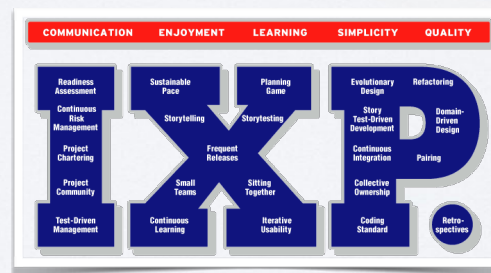 COMMUNICATION ENJOYMENT LEARNING SIMPLICITY QUALITY
Readiness
Assessment
Continuous
Risk
Management
Project
Chartering
Project
Community
Test-Driven
Management
Sustainable
Pace
Planning
Game
Storytelling
Storytesting
Frequent
Releases
Small
Teams
Sitting
Together
Continuous
Learning
Iterative
Usability
Evolutionary
Design
Refactoring
Story
Test-Driven
Development
Domain-
Driven
Design
Continuous
Integration
Pairing
Collective
Ownership
Coding
Standard
Retro-
spectives